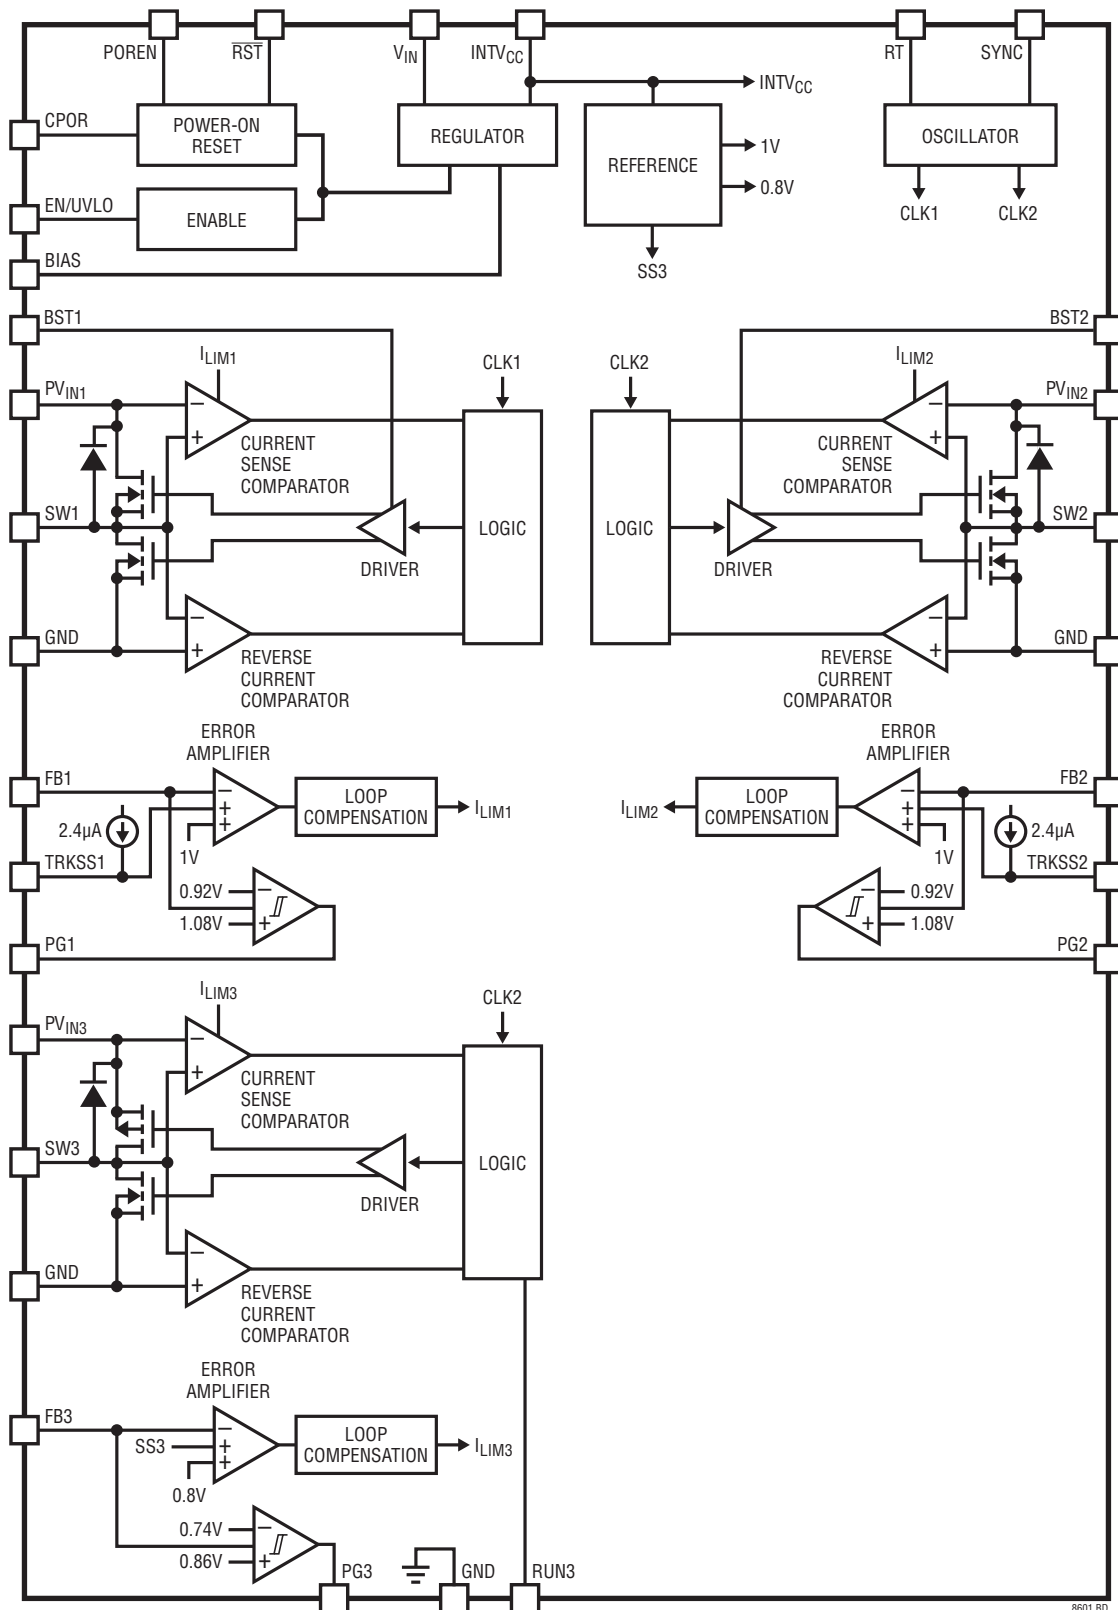 POREN
RST
VIN
INTVCC
RT
SYNC
INTVCC
CPOR
POWER-ON
RESET
REGULATOR
REFERENCE
1V
0.8V
OSCILLATOR
EN/UVLO
ENABLE
CLK1
CLK2
BIAS
SS3
BST1
BST2
ILIM1
CLK1
CLK2
ILIM2
PVIN1
PVIN2
−
+
CURRENT
SENSE
COMPARATOR
−
+
CURRENT
SENSE
COMPARATOR
SW1
LOGIC
LOGIC
SW2
DRIVER
DRIVER
GND
−
+
−
+
GND
REVERSE
CURRENT
COMPARATOR
REVERSE
CURRENT
COMPARATOR
ERROR
AMPLIFIER
ERROR
AMPLIFIER
FB1
−
+
+
LOOP
COMPENSATION
ILIM1
ILIM2
LOOP
COMPENSATION
−
+
+
FB2
2.4µA
1V
1V
2.4µA
TRKSS1
TRKSS2
0.92V
−
1.08V
+
−
0.92V
+
1.08V
PG1
PG2
ILIM3
CLK2
PVIN3
−
+
CURRENT
SENSE
COMPARATOR
SW3
LOGIC
DRIVER
GND
−
+
REVERSE
CURRENT
COMPARATOR
ERROR
AMPLIFIER
FB3
−
SS3
+
+
LOOP
COMPENSATION
ILIM3
0.8V
0.74V
−
0.86V
+
PG3
GND
RUN3
8601 BD